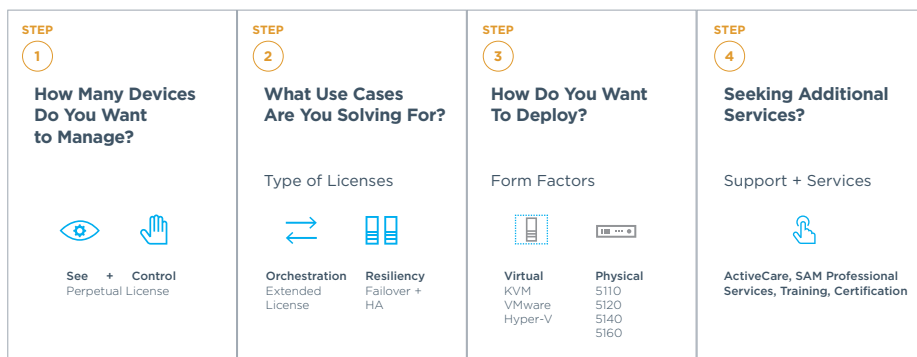 STEP
1
How Many Devices
Do You Want
to Manage?
See + Control
Perpetual License
STEP
2
What Use Cases
Are You Solving For?
Type of Licenses
Orchestration
Extended
License
Resiliency
Failover +
HA
STEP
3
How Do You Want
To Deploy?
Form Factors
Virtual
KVM
VMware
Hyper-V
Physical
5110
5120
5140
5160
STEP
4
Seeking Additional
Services?
Support + Services
ActiveCare, SAM Professional
Services, Training, Certification